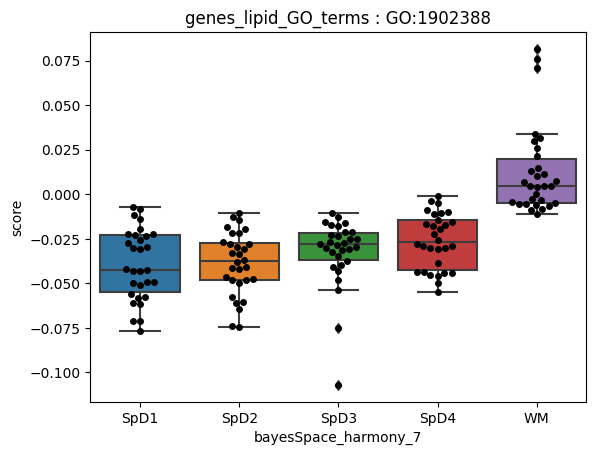 genes_lipid_GO_terms : GO:1902388
0.075
0.050
0.025
0.000
−0.025
−0.050
−0.075
−0.100
score
SpD1 SpD2 SpD3 SpD4 WM
bayesSpace_harmony_7